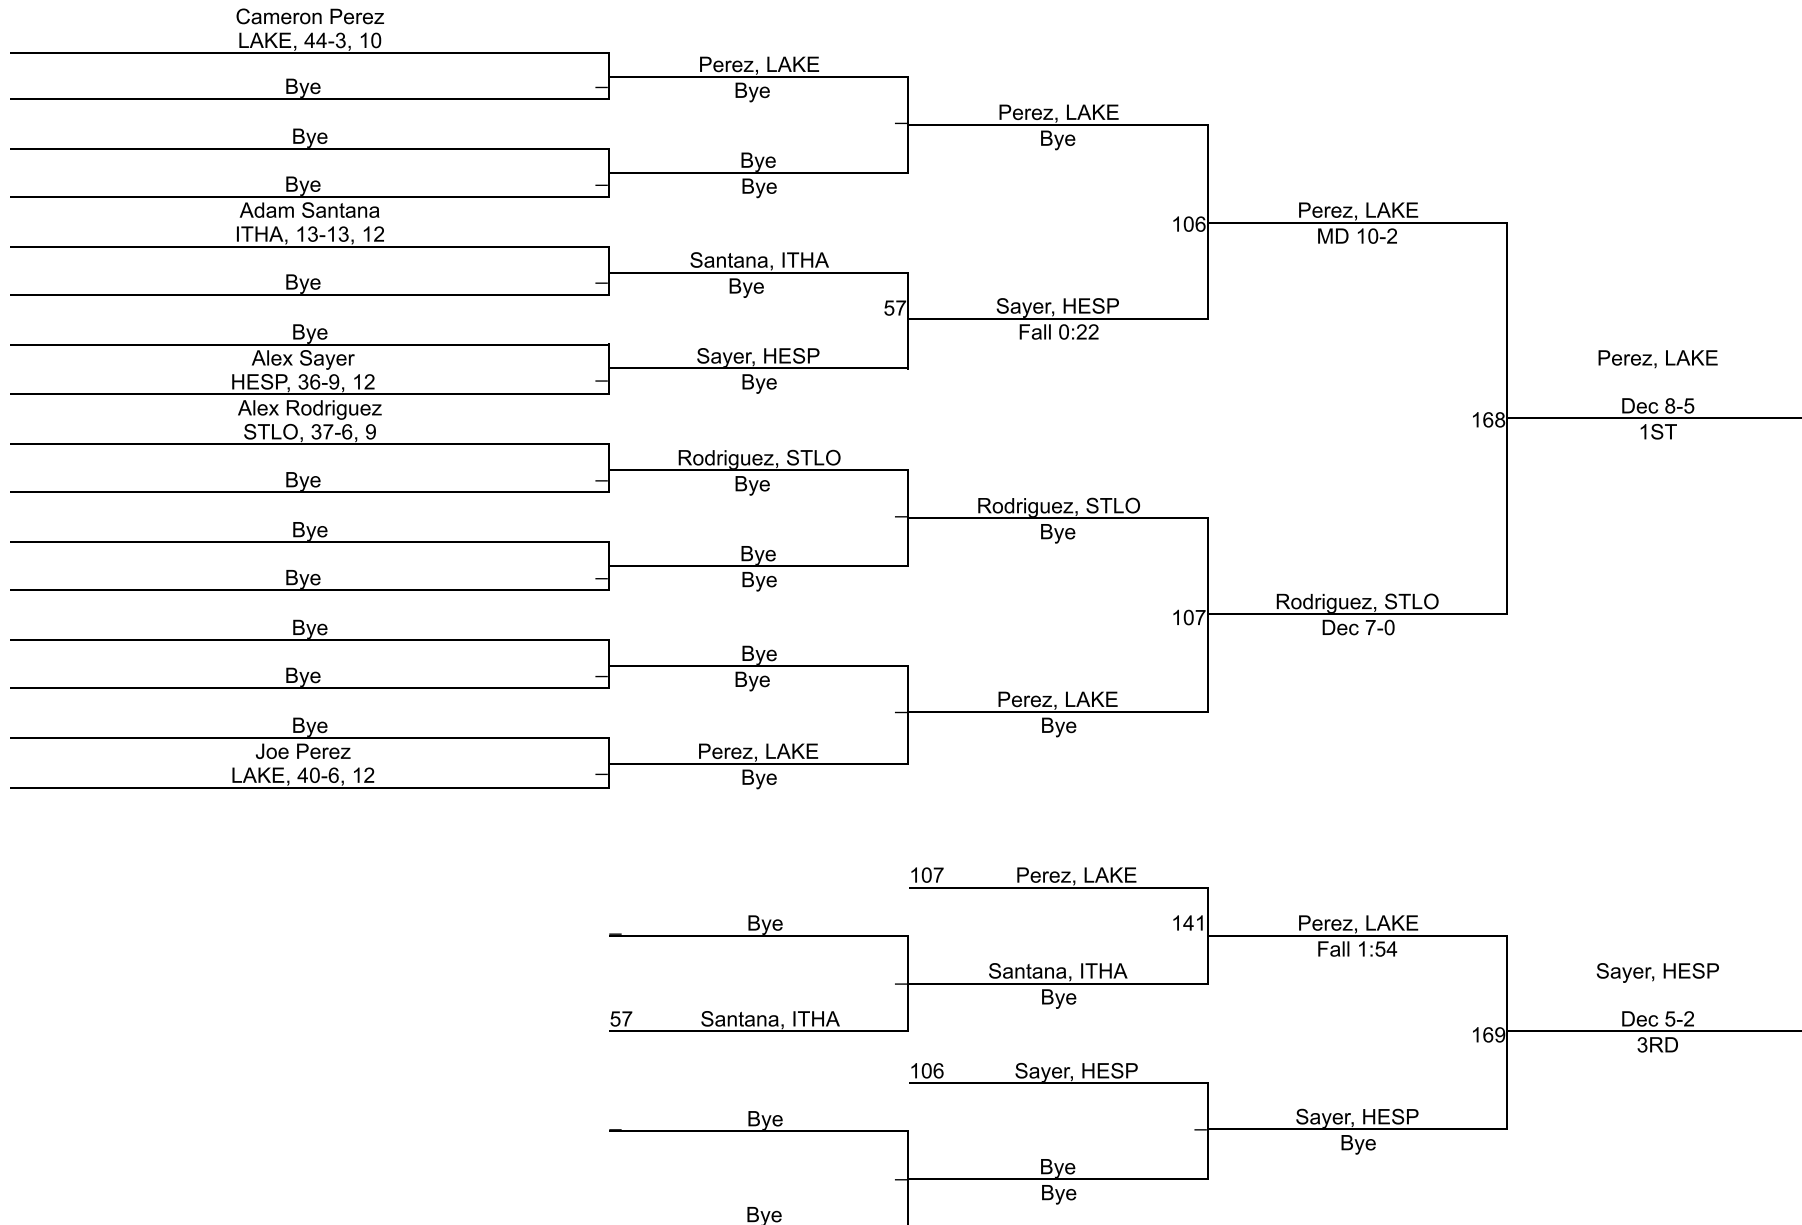 Cameron Perez
LAKE, 44-3, 10
Perez, LAKE
Bye
Bye
Perez, LAKE
Bye
Bye
Bye
Bye
Bye
Bye
Adam Santana
ITHA, 13-13, 12
106
Perez, LAKE
MD 10-2
Santana, ITHA
Bye
Bye
57
Sayer, HESP
Fall 0:22
Bye
Alex Sayer
HESP, 36-9, 12
Sayer, HESP
Bye
Perez, LAKE
Dec 8-5
1ST
168
Alex Rodriguez
STLO, 37-6, 9
Rodriguez, STLO
Bye
Bye
Rodriguez, STLO
Bye
Bye
Bye
Bye
Bye
107
Rodriguez, STLO
Dec 7-0
Bye
Bye
Bye
Bye
Perez, LAKE
Bye
Bye
Joe Perez
LAKE, 40-6, 12
Perez, LAKE
Bye
107 Perez, LAKE
141
Perez, LAKE
Fall 1:54
Bye
Santana, ITHA
Bye
57 Santana, ITHA
Sayer, HESP
Dec 5-2
3RD
169
106 Sayer, HESP
Bye
Sayer, HESP
Bye
Bye
Bye
Bye